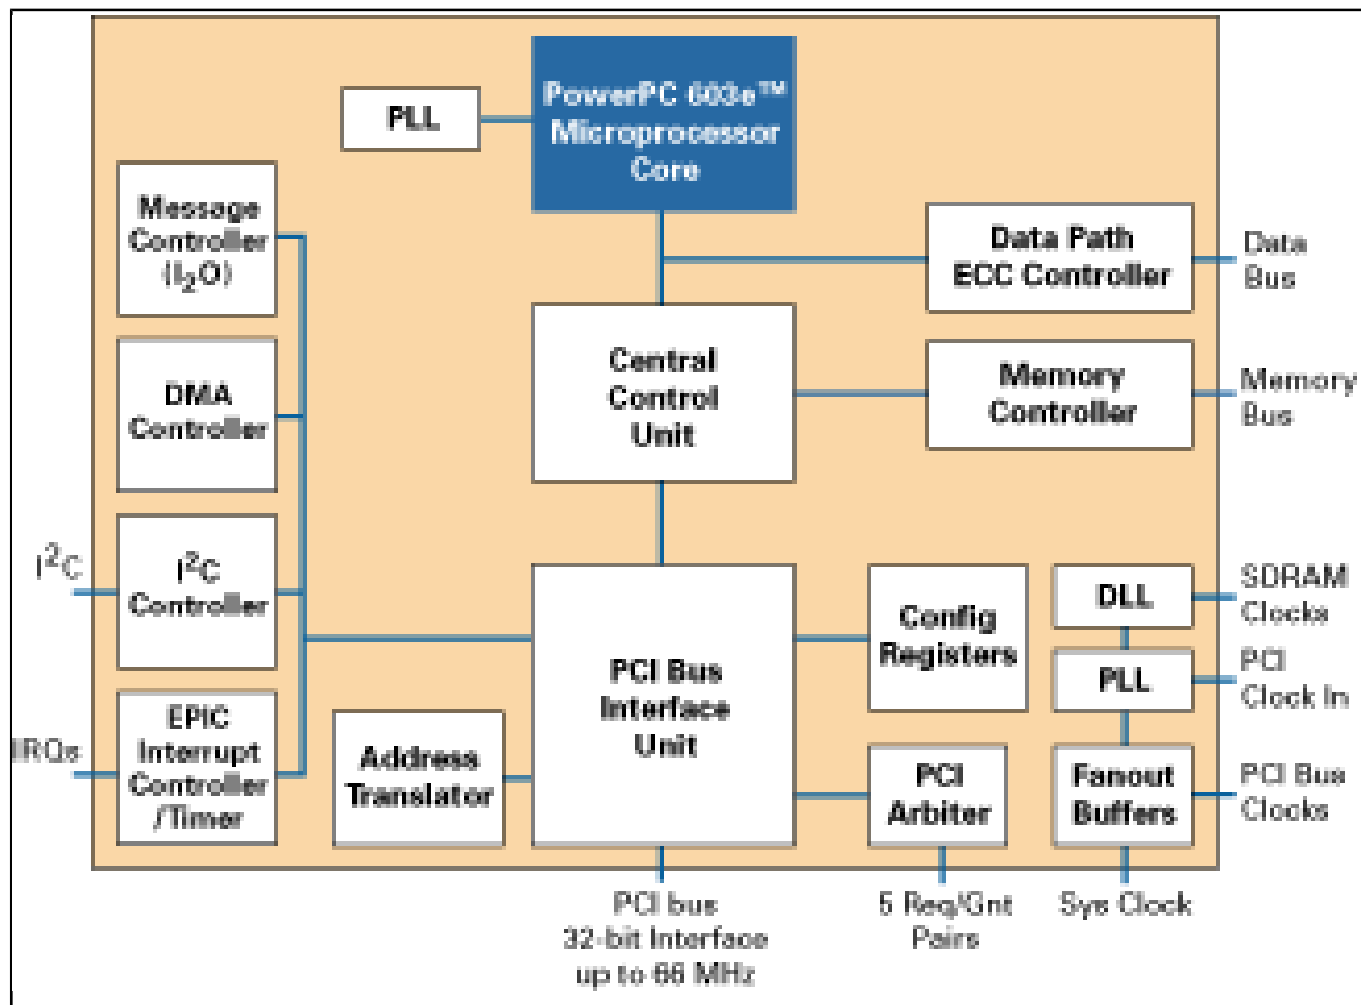 PLL
PowerPC 603e™
Microprocessor
Core
Message
Controller
(I₂O)
Data Path
ECC Controller
Data
Bus
DMA
Controller
Central
Control
Unit
Memory
Controller
Memory
Bus
I²C
I²C
Controller
PCI Bus
Interface
Unit
Config
Registers
DLL
SDRAM
Clocks
PLL
PCI
Clock In
IRQs
EPIC
Interrupt
Controller
/Timer
Address
Translator
PCI
Arbiter
Fanout
Buffers
PCI Bus
Clocks
PCI bus
32-bit Interface
up to 66 MHz
5 Req/Gnt
Pairs
Sys Clock